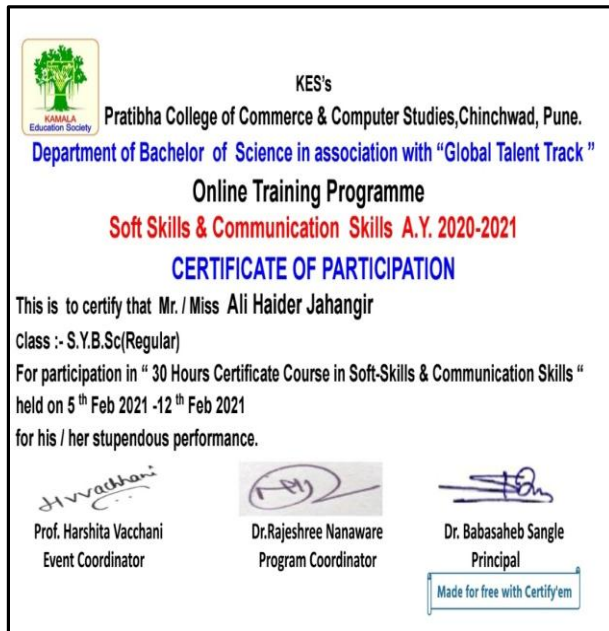 KAMALA
Education Society
KES's
Pratibha College of Commerce & Computer Studies,Chinchwad, Pune.
Department of Bachelor of Science in association with “Global Talent Track ”
Online Training Programme
Soft Skills & Communication Skills A.Y. 2020-2021
CERTIFICATE OF PARTICIPATION
This is to certify that Mr. / Miss Ali Haider Jahangir
Class :- S.Y.B.Sc(Regular)
For participation in “ 30 Hours Certificate Course in Soft-Skills & Communication Skills “
held on 5 th Feb 2021 -12 th Feb 2021
for his / her stupendous performance.
Hvvachhani
Prof. Harshita Vacchani
Event Coordinator
Dr.Rajeshree Nanaware
Program Coordinator
Dr. Babasaheb Sangle
Principal
Made for free with Certify'em